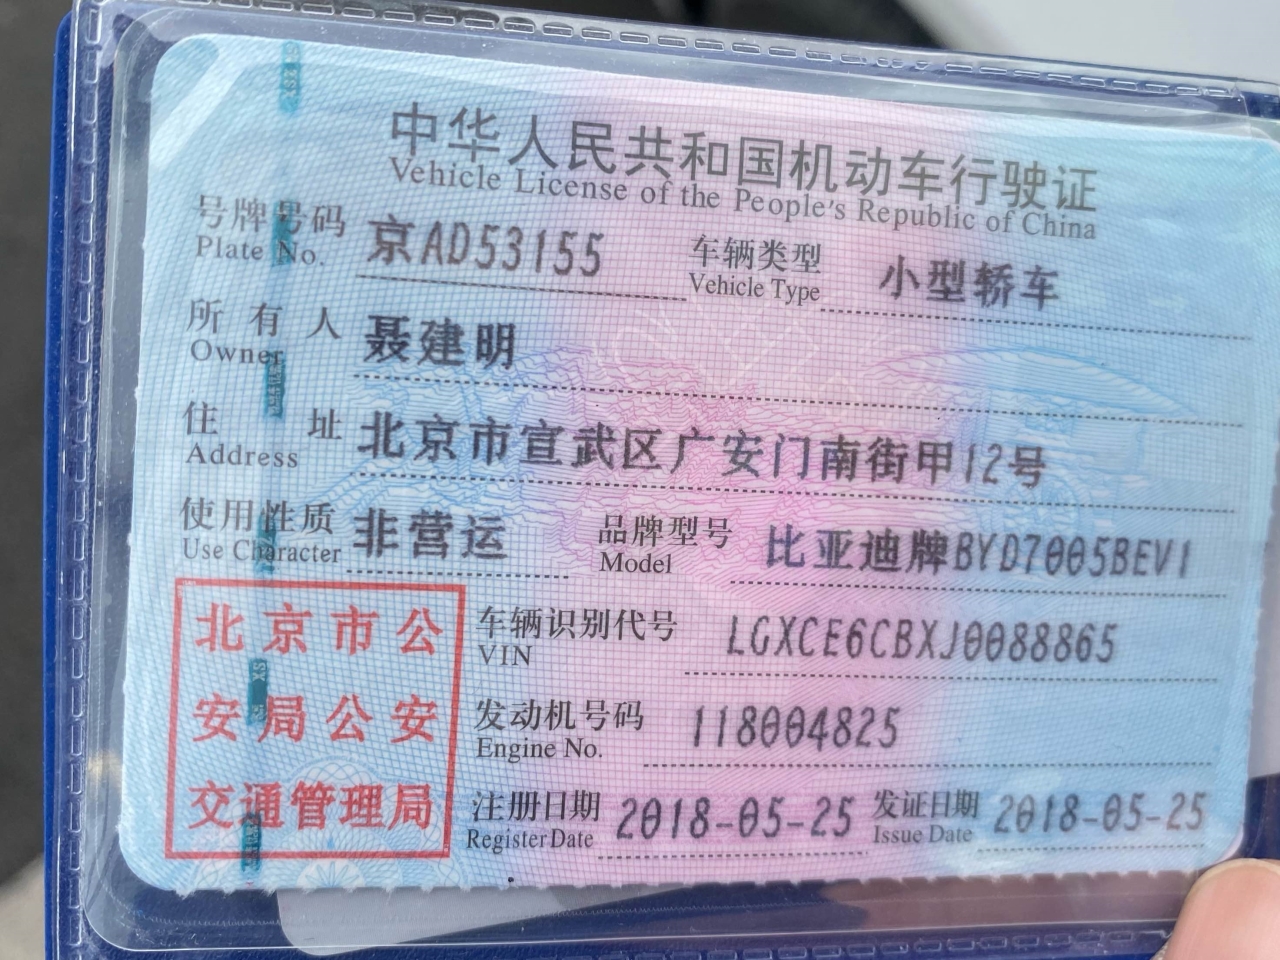 中华人民共和国机动车行驶证
Vehicle License of the People's Republic of China
号牌号码 京AD53155 车辆类型 小型轿车
Plate No. Vehicle Type
所有人 聂建明
Owner
住址 北京市宣武区广安门南街甲12号
Address
使用性质 非营运 品牌型号 比亚迪牌BYD7005BEV1
Use Character Model
北京市公
安局公安
交通管理局
车辆识别代号 LGXCE6CBXJ0088865
VIN
发动机号码 118004825
Engine No.
注册日期 2018-05-25 发证日期 2018-05-25
Register Date Issue Date